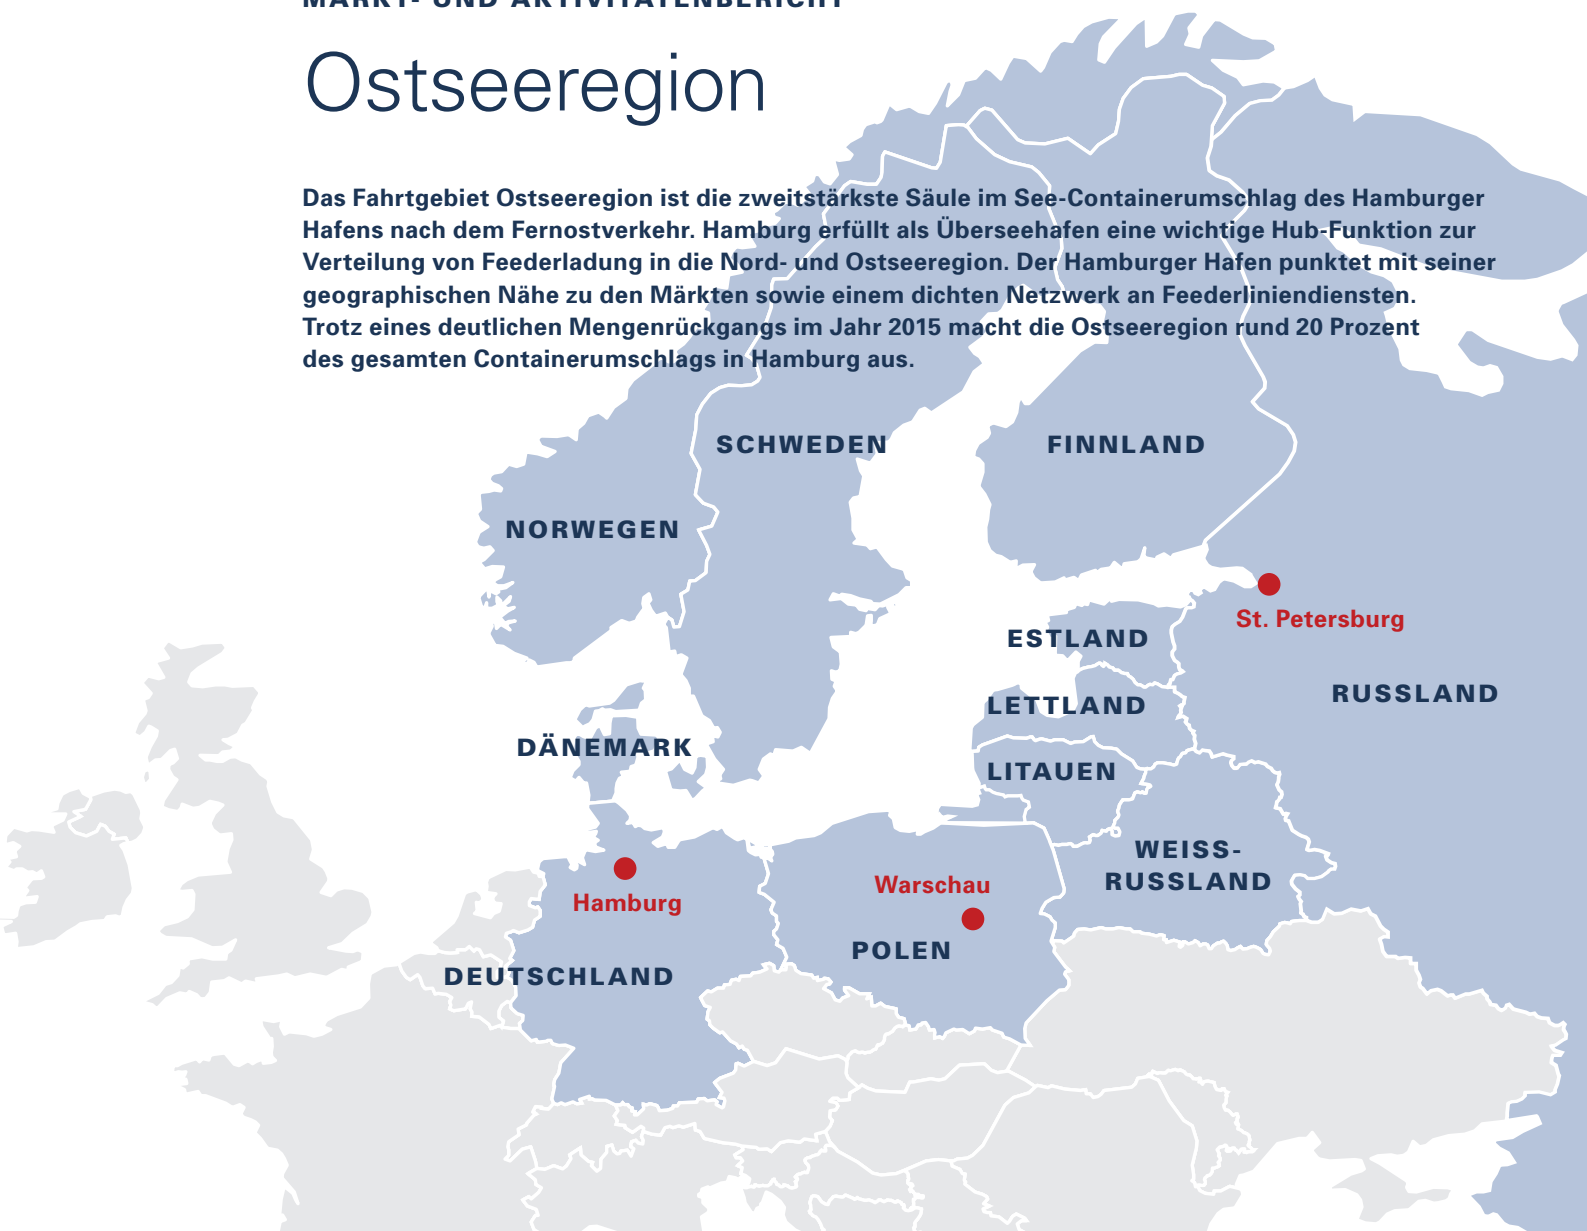 MARKT- UND AKTIVITÄTENBERICHT
Ostseeregion
Das Fahrtgebiet Ostseeregion ist die zweitstärkste Säule im See-Containerumschlag des Hamburger
Hafens nach dem Fernostverkehr. Hamburg erfüllt als Überseehafen eine wichtige Hub-Funktion zur
Verteilung von Feederladung in die Nord- und Ostseeregion. Der Hamburger Hafen punktet mit seiner
geographischen Nähe zu den Märkten sowie einem dichten Netzwerk an Feederliniendiensten.
Trotz eines deutlichen Mengenrückgangs im Jahr 2015 macht die Ostseeregion rund 20 Prozent
des gesamten Containerumschlags in Hamburg aus.
SCHWEDEN
FINNLAND
NORWEGEN
St. Petersburg
ESTLAND
RUSSLAND
LETTLAND
DÄNEMARK
LITAUEN
WEISS-
RUSSLAND
Warschau
Hamburg
POLEN
DEUTSCHLAND